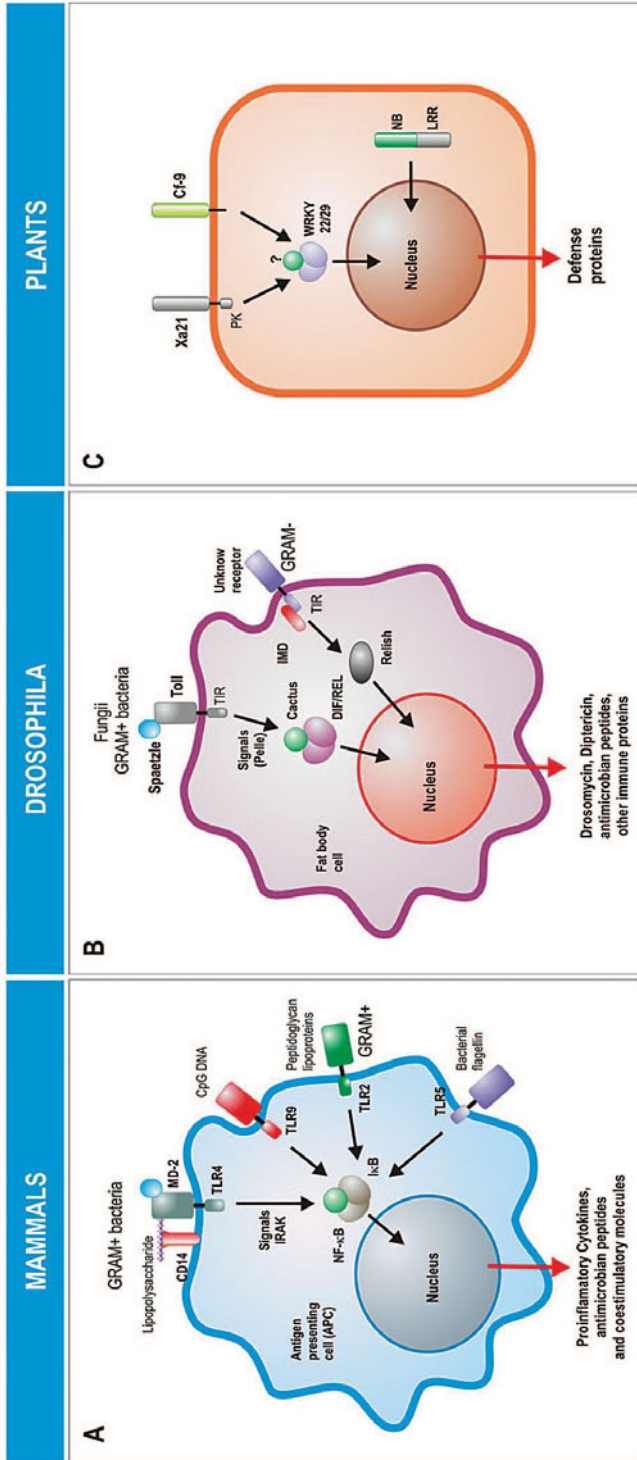 MAMMALS
A
GRAM+ bacteria
Lipopolysaccharide
MD-2
CD14
TLR4
CpG DNA
TLR9
Peptidoglycan
lipoproteins
GRAM+
TLR2
Bacterial
flagellin
TLR5
Signals
IRAK
NF-κB
IκB
Antigen
presenting
cell (APC)
Nucleus
Proinflamatory Cytokines,
antimicrobian peptides
and coestimulatory molecules
DROSOPHILA
B
Fungii
GRAM+ bacteria
Spaetzle
Toll
TIR
Unknow
receptor
GRAM-
TIR
IMD
Signals
(Pelle)
Cactus
DIF/REL
Relish
Fat body
cell
Nucleus
Drosomycin, Diptericin,
antimicrobian peptides,
other immune proteins
PLANTS
C
Xa21
Cf-9
PK
?
WRKY
22/29
NB
LRR
Nucleus
Defense
proteins